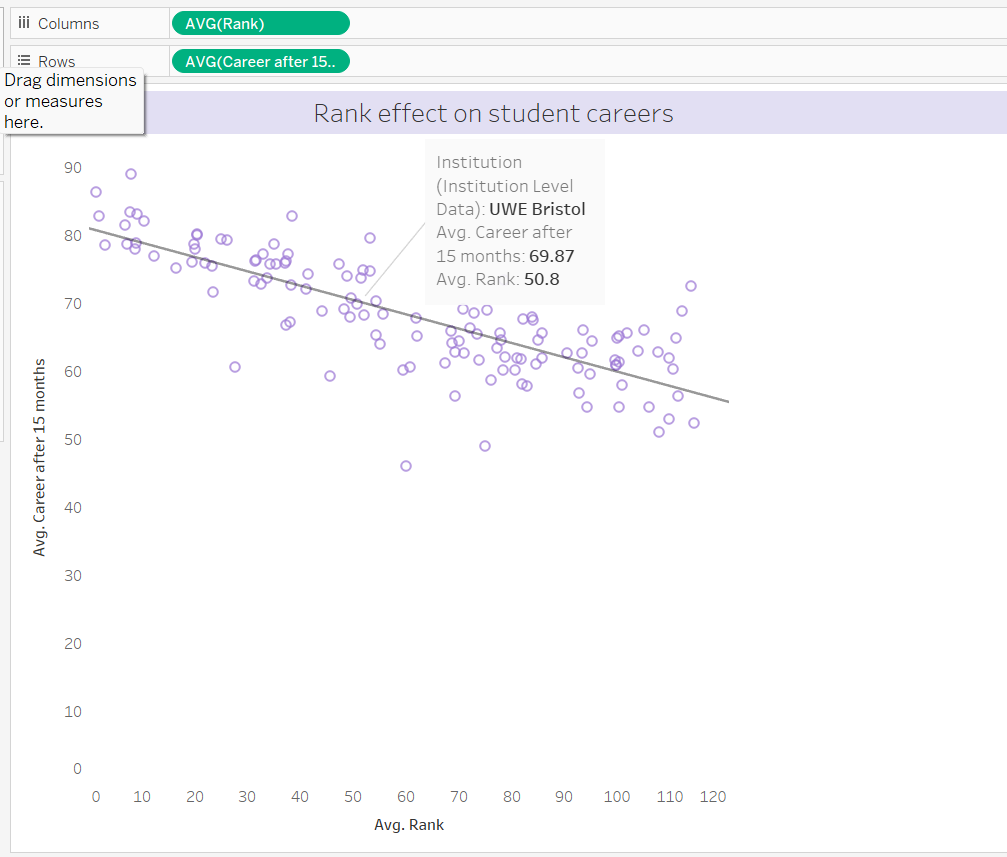 Columns
AVG(Rank)
Rows
AVG(Career after 15..
Drag dimensions
or measures
here.
Rank effect on student careers
Institution
(Institution Level
Data): UWE Bristol
Avg. Career after
15 months: 69.87
Avg. Rank: 50.8
90
80
70
60
50
40
30
20
10
0
Avg. Career after 15 months
0 10 20 30 40 50 60 70 80 90 100 110 120
Avg. Rank